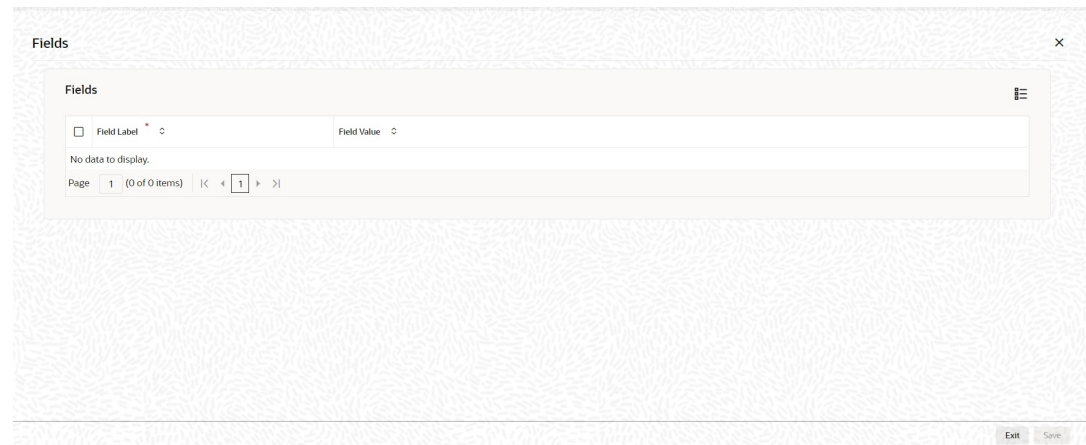 Fields
Fields
Field Label * Field Value
No data to display.
Page 1 (0 of 0 items) 1
Exit Save